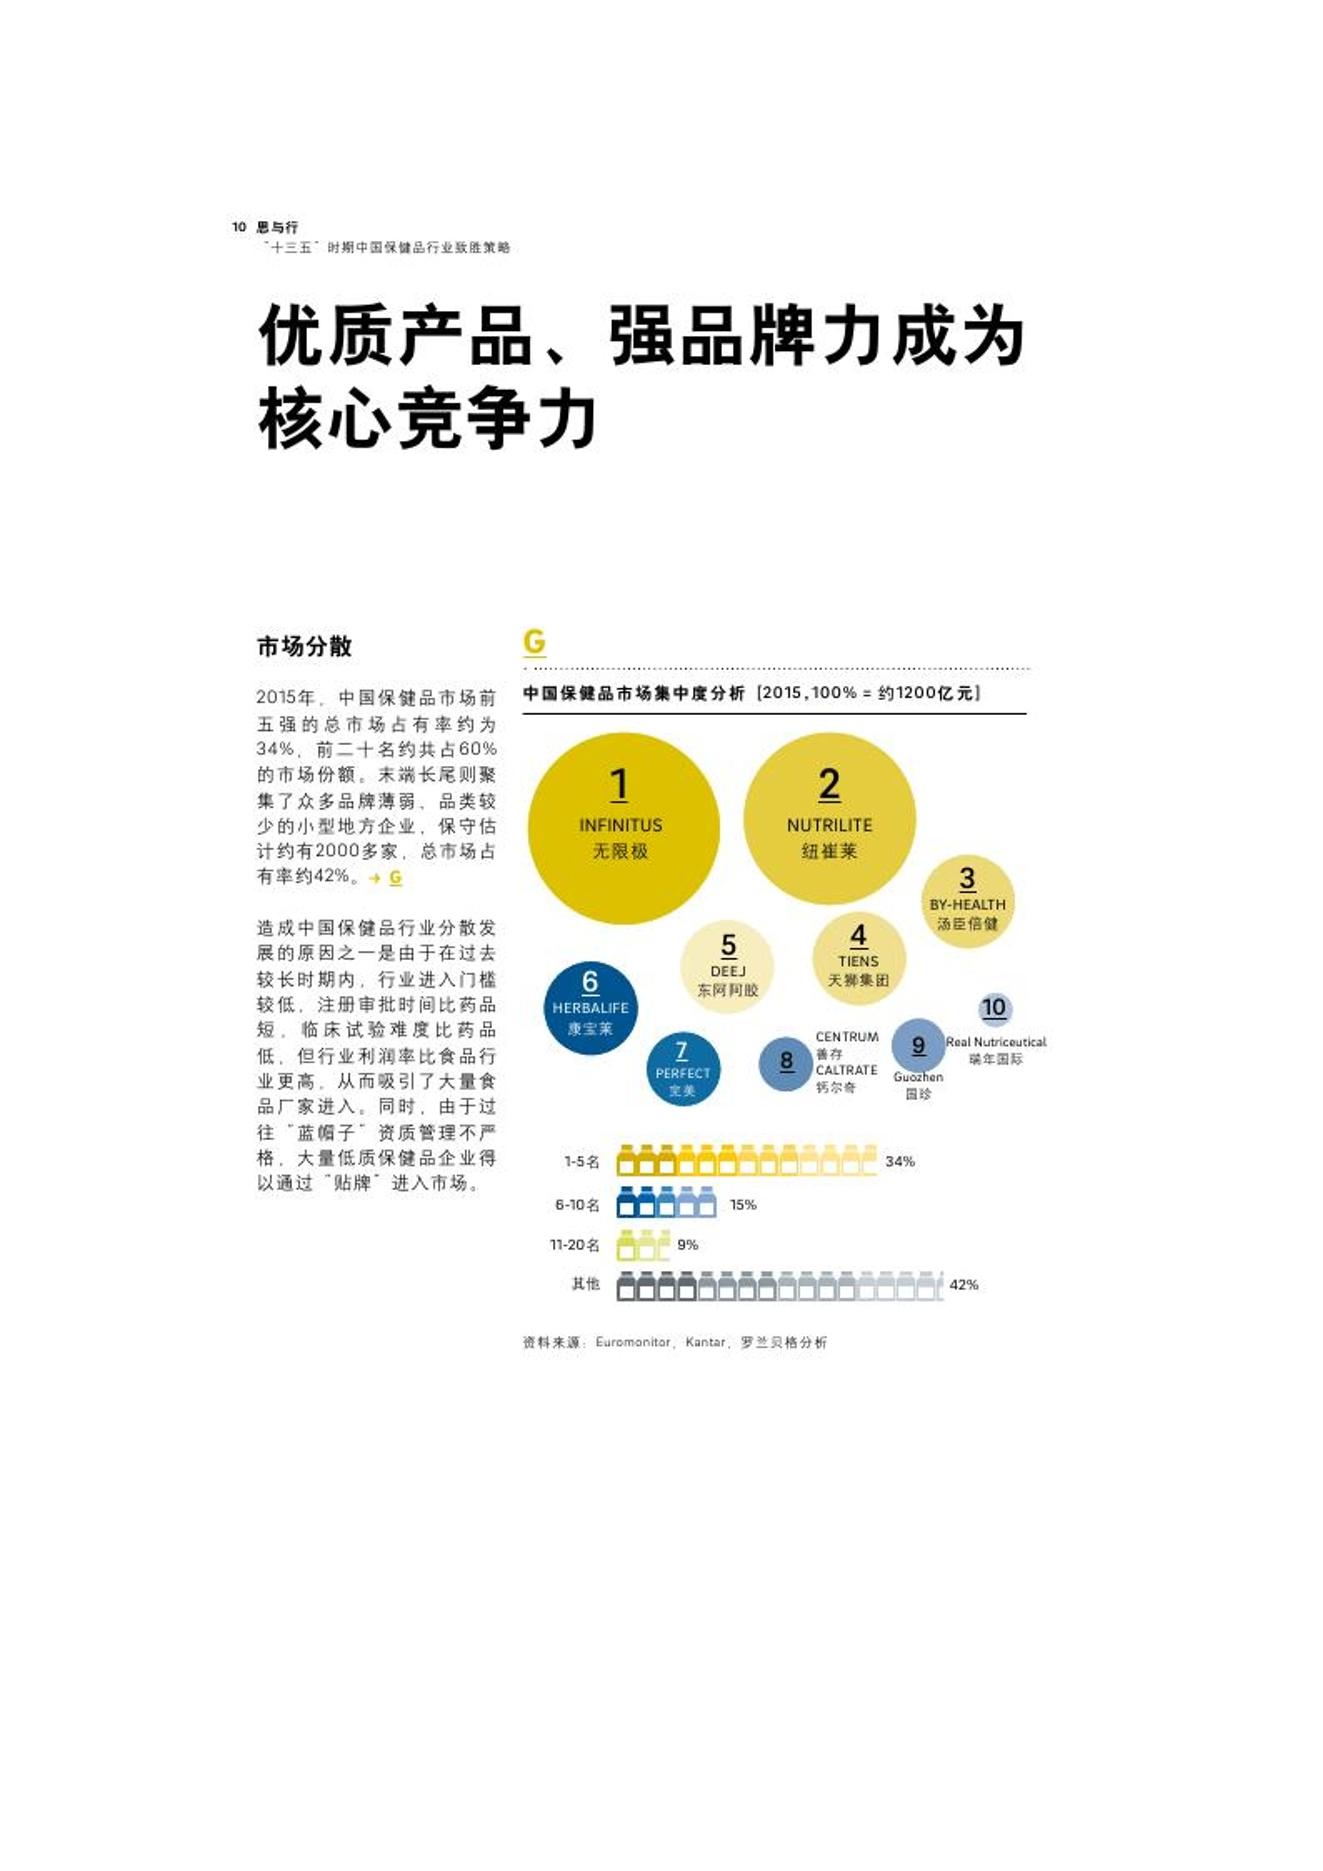 10 思与行
“十三五” 时期中国保健品行业致胜策略
优质产品、强品牌力成为
核心竞争力
市场分散
2015年，中国保健品市场前
五强的总市场占有率约为
34%，前二十名约共占60%
的市场份额。末端长尾则聚
集了众多品牌薄弱、品类较
少的小型地方企业，保守估
计约有2000多家，总市场占
有率约42%。→ G
造成中国保健品行业分散发
展的原因之一是由于在过去
较长时期内，行业进入门槛
较低，注册审批时间比药品
短，临床试验难度比药品
低，但行业利润率比食品行
业更高，从而吸引了大量食
品厂家进入。同时，由于过
往 “蓝帽子” 资质管理不严
格，大量低质保健品企业得
以通过 “贴牌” 进入市场。
G
中国保健品市场集中度分析 [2015,100% = 约1200亿元]
1
INFINITUS
无限极
2
NUTRILITE
纽崔莱
3
BY-HEALTH
汤臣倍健
4
TIENS
天狮集团
5
DEEJ
东阿阿胶
6
HERBALIFE
康宝莱
7
PERFECT
完美
8
CENTRUM
善存
CALTRATE
钙尔奇
9
Guozhen
国珍
10
Real Nutriceutical
瑞年国际
1-5名 34%
6-10名 15%
11-20名 9%
其他 42%
资料来源：Euromonitor，Kantar，罗兰贝格分析